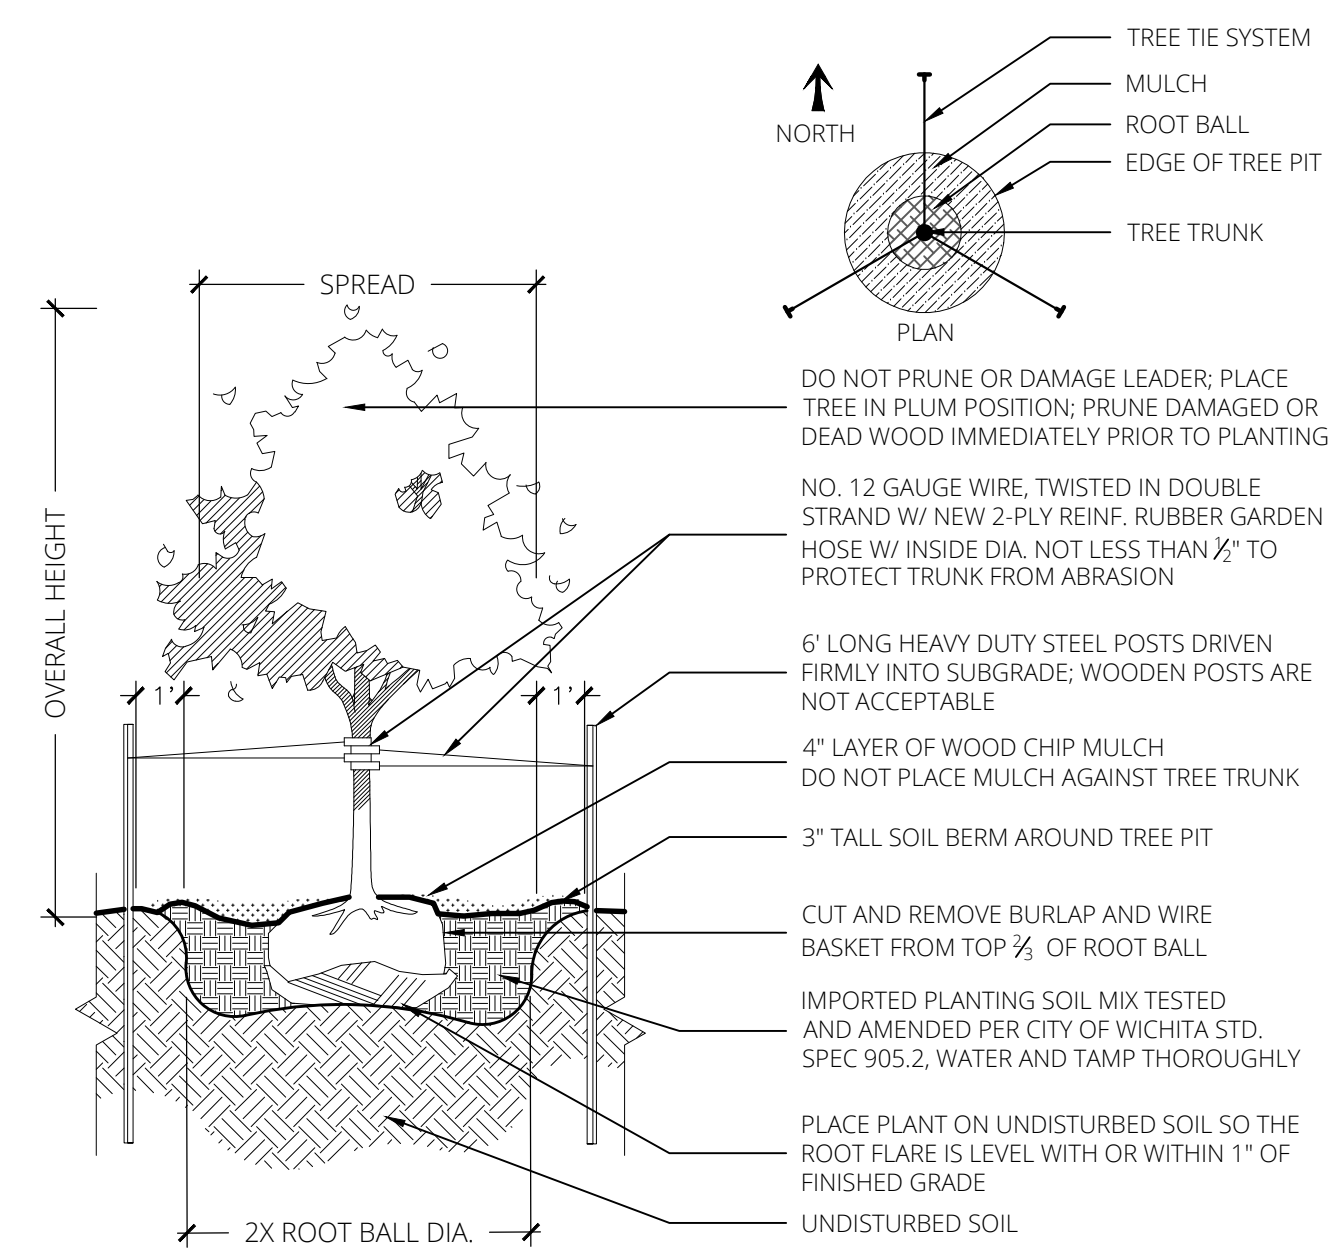 TREE TIE SYSTEM
MULCH
NORTH
ROOT BALL
EDGE OF TREE PIT
TREE TRUNK
PLAN
SPREAD
OVERALL HEIGHT
DO NOT PRUNE OR DAMAGE LEADER; PLACE
TREE IN PLUM POSITION; PRUNE DAMAGED OR
DEAD WOOD IMMEDIATELY PRIOR TO PLANTING
NO. 12 GAUGE WIRE, TWISTED IN DOUBLE
STRAND W/ NEW 2-PLY REINF. RUBBER GARDEN
HOSE W/ INSIDE DIA. NOT LESS THAN 1/2" TO
PROTECT TRUNK FROM ABRASION
6' LONG HEAVY DUTY STEEL POSTS DRIVEN
FIRMLY INTO SUBGRADE; WOODEN POSTS ARE
NOT ACCEPTABLE
1'
1'
4" LAYER OF WOOD CHIP MULCH
DO NOT PLACE MULCH AGAINST TREE TRUNK
3" TALL SOIL BERM AROUND TREE PIT
CUT AND REMOVE BURLAP AND WIRE
BASKET FROM TOP 2/3 OF ROOT BALL
IMPORTED PLANTING SOIL MIX TESTED
AND AMENDED PER CITY OF WICHITA STD.
SPEC 905.2, WATER AND TAMP THOROUGHLY
PLACE PLANT ON UNDISTURBED SOIL SO THE
ROOT FLARE IS LEVEL WITH OR WITHIN 1" OF
FINISHED GRADE
UNDISTURBED SOIL
2X ROOT BALL DIA.